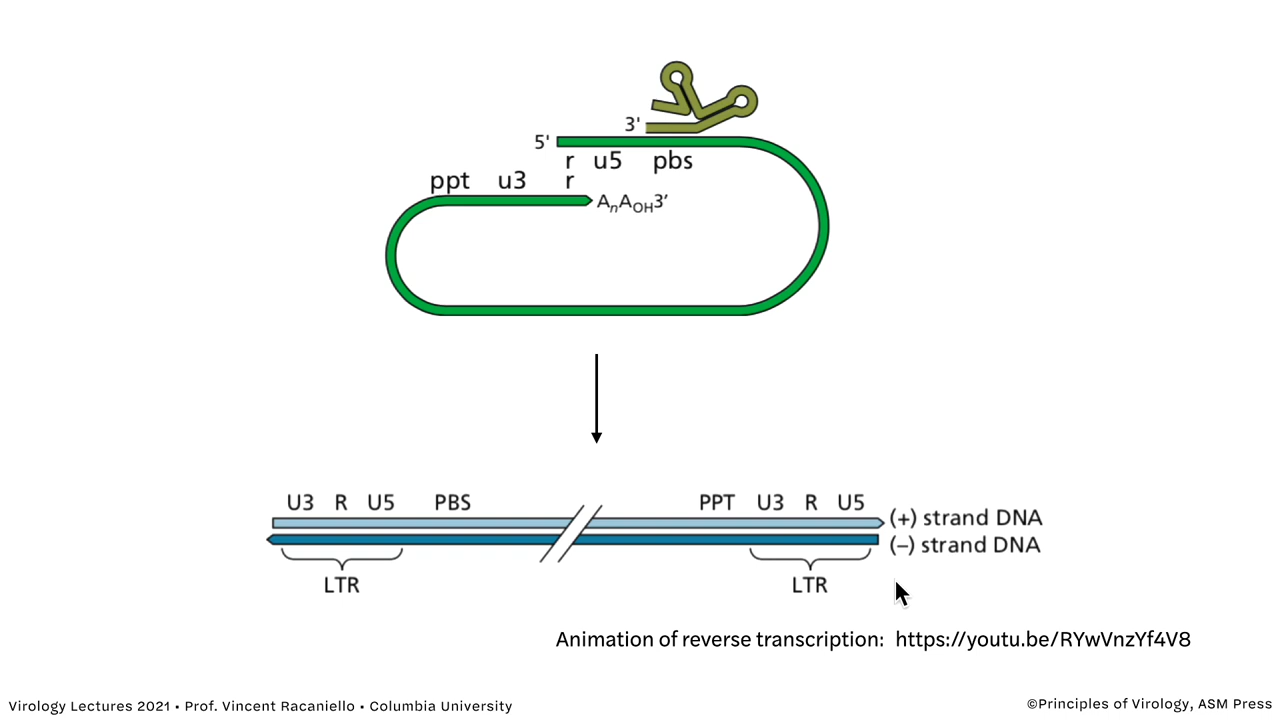 3'
5'
r u5 pbs
ppt u3 r
AₙA_OH3′
U3 R U5 PBS PPT U3 R U5
(+) strand DNA
(–) strand DNA
LTR LTR
Animation of reverse transcription: https://youtu.be/RYwVnzYf4V8
Virology Lectures 2021 • Prof. Vincent Racaniello • Columbia University
©Principles of Virology, ASM Press